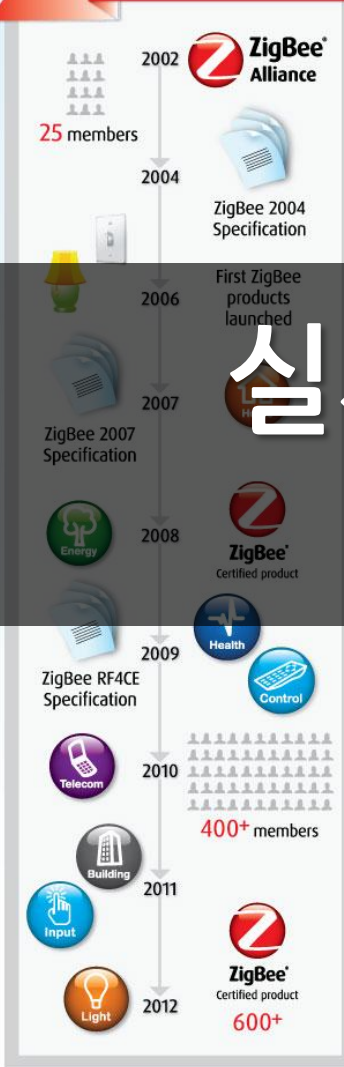 2002
ZigBee®
Alliance
25 members
2004
ZigBee 2004
Specification
First ZigBee
products
launched
2006
2007
ZigBee 2007
Specification
실
Energy
2008
ZigBee®
Certified product
Health
2009
ZigBee RF4CE
Specification
Control
Telecom
2010
400+ members
Building
2011
Input
ZigBee®
Certified product
600+
Light
2012